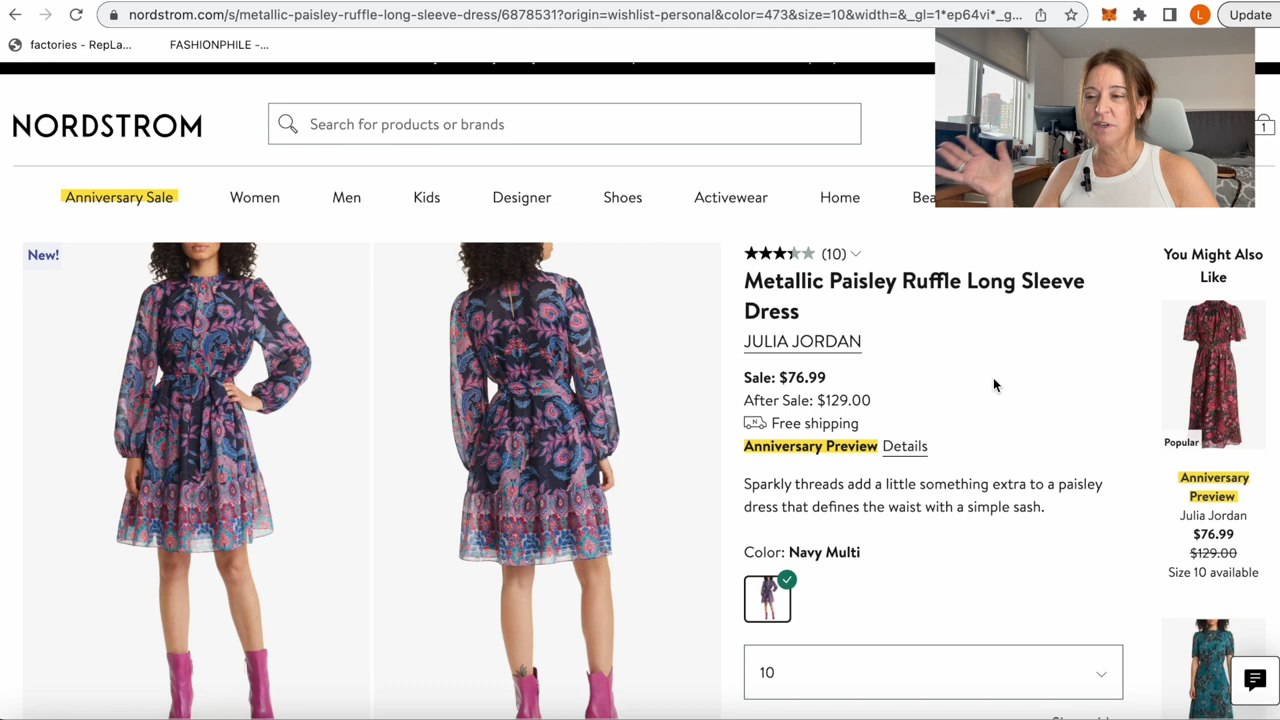 nordstrom.com/s/metallic-paisley-ruffle-long-sleeve-dress/6878531?origin=wishlist-personal&color=473&size=10&width=&_gl=1*ep64vi*_g...
L
Update
factories - RepLa...
FASHIONPHILE -...
NORDSTROM
Search for products or brands
1
Anniversary Sale
Women
Men
Kids
Designer
Shoes
Activewear
Home
Bea
New!
(10)
Metallic Paisley Ruffle Long Sleeve
Dress
JULIA JORDAN
Sale: $76.99
After Sale: $129.00
N
Free shipping
Anniversary Preview Details
Sparkly threads add a little something extra to a paisley
dress that defines the waist with a simple sash.
Color: Navy Multi
10
You Might Also
Like
Popular
Anniversary
Preview
Julia Jordan
$76.99
$129.00
Size 10 available